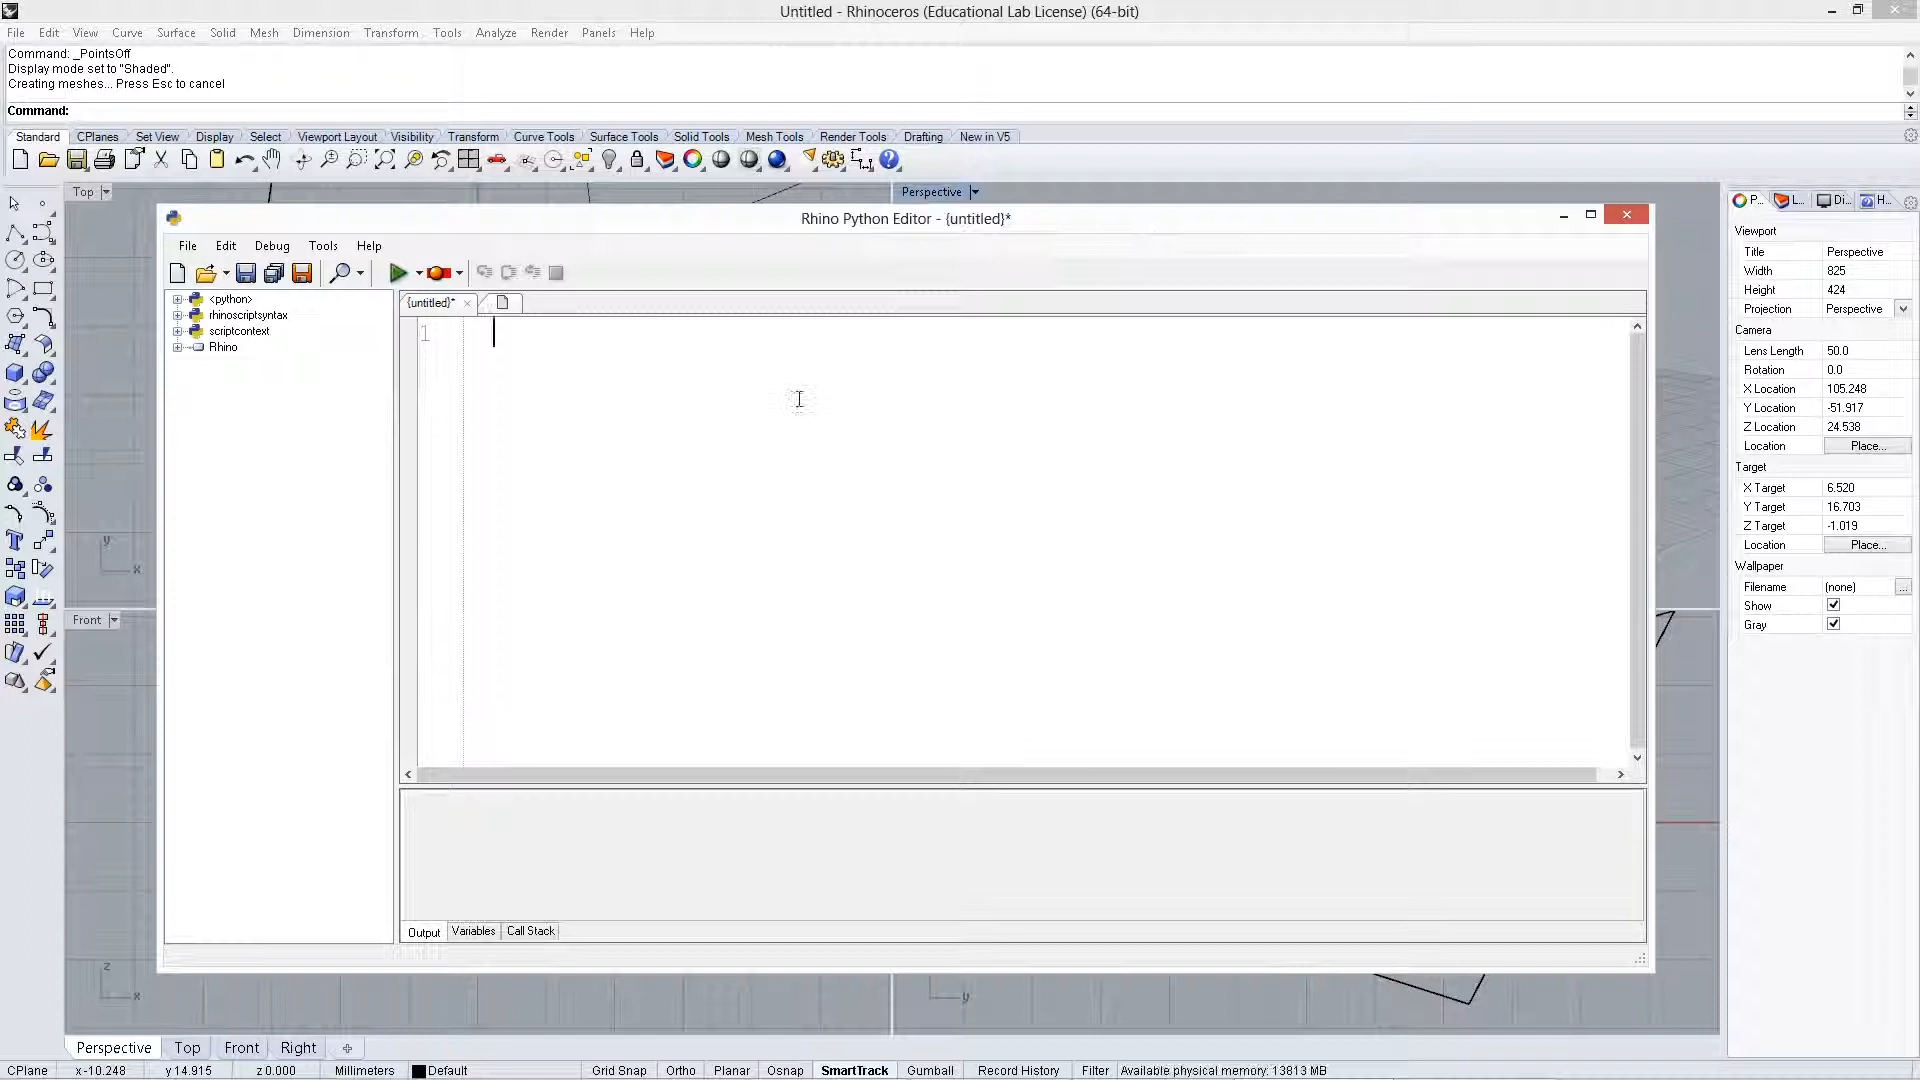 Untitled - Rhinoceros (Educational Lab License) (64-bit)
File Edit View Curve Surface Solid Mesh Dimension Transform Tools Analyze Render Panels Help
Command: _PointsOff
Display mode set to "Shaded".
Creating meshes... Press Esc to cancel
Command:
Standard CPlanes Set View Display Select Viewport Layout Visibility Transform Curve Tools Surface Tools Solid Tools Mesh Tools Render Tools Drafting New in V5
Top
Perspective
P... L... Di... H...
Rhino Python Editor - {untitled}*
File Edit Debug Tools Help
{untitled}*
<python>
rhinoscriptsyntax
scriptcontext
Rhino
1
Output Variables Call Stack
Viewport
Title Perspective
Width 825
Height 424
Projection Perspective
Camera
Lens Length 50.0
Rotation 0.0
X Location 105.248
Y Location -51.917
Z Location 24.538
Location Place...
Target
X Target 6.520
Y Target 16.703
Z Target -1.019
Location Place...
Wallpaper
Filename (none) ...
Show
Gray
y
x
Front
z
x
y
Perspective Top Front Right
CPlane x -10.248 y 14.915 z 0.000 Millimeters Default Grid Snap Ortho Planar Osnap SmartTrack Gumball Record History Filter Available physical memory: 13813 MB